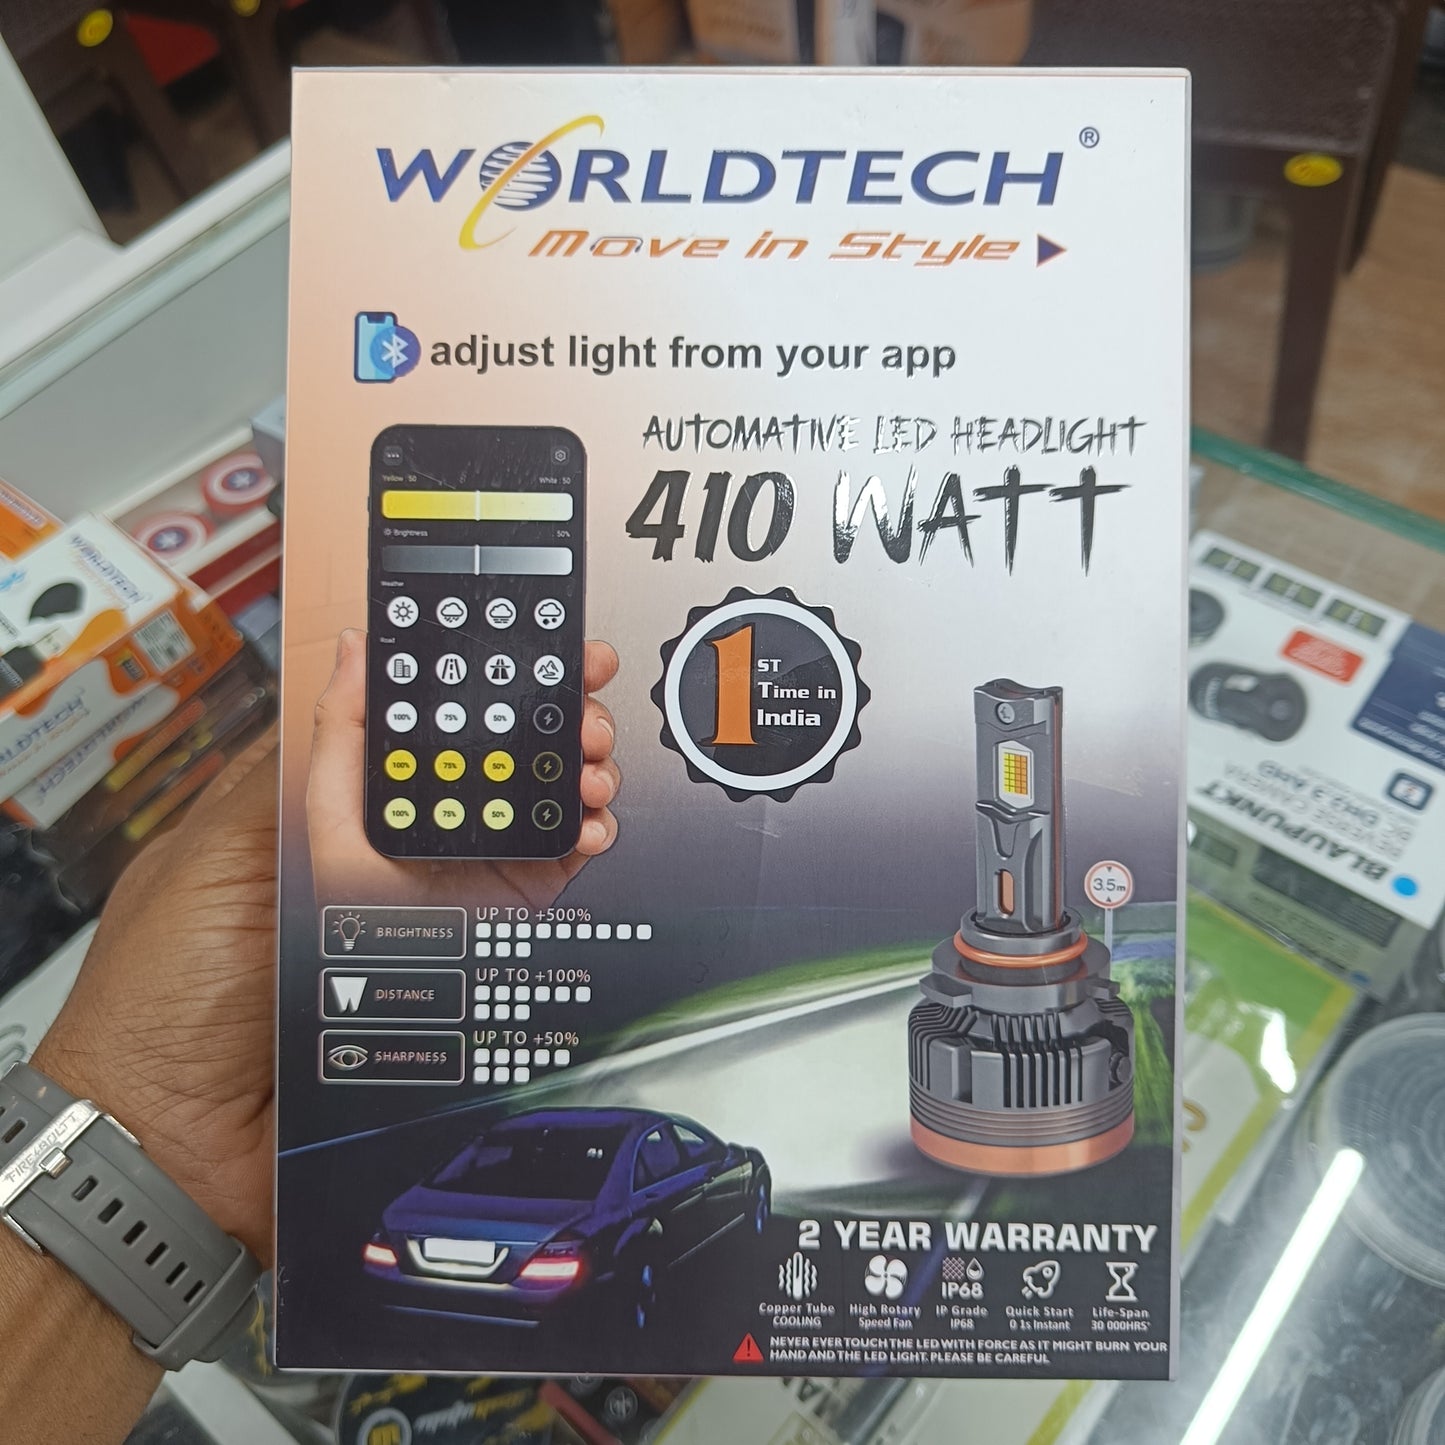 WORLDTECH®
Move in Style
adjust light from your app
AUTOMATIVE LED HEADLIGHT
410 WATT
Yellow : 50 White : 50
Brightness 50%
Weather
Road
100% 75% 50%
100% 75% 50%
100% 75% 50%
1ST
Time in
India
3.5m
BRIGHTNESS UP TO +500%
DISTANCE UP TO +100%
SHARPNESS UP TO +50%
2 YEAR WARRANTY
IP68
Copper Tube High Rotary IP Grade Quick Start Life-Span
COOLING Speed Fan IP68 0 1s Instant 30 000HRS
NEVER EVER TOUCH THE LED WITH FORCE AS IT MIGHT BURN YOUR
HAND AND THE LED LIGHT. PLEASE BE CAREFUL
FIRE-BOLTT
BLAUPUNKT